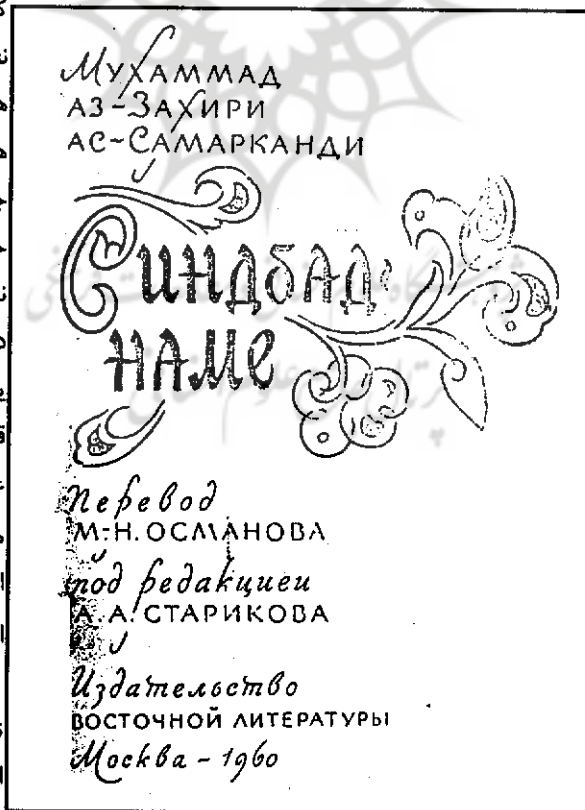 Мухаммад
аз-Захири
ас-Самарканди
Синдбад-
наме
Перевод
М.-Н. Османова
под редакцией
А. А. Старикова
Издательство
восточной литературы
Москва - 1960